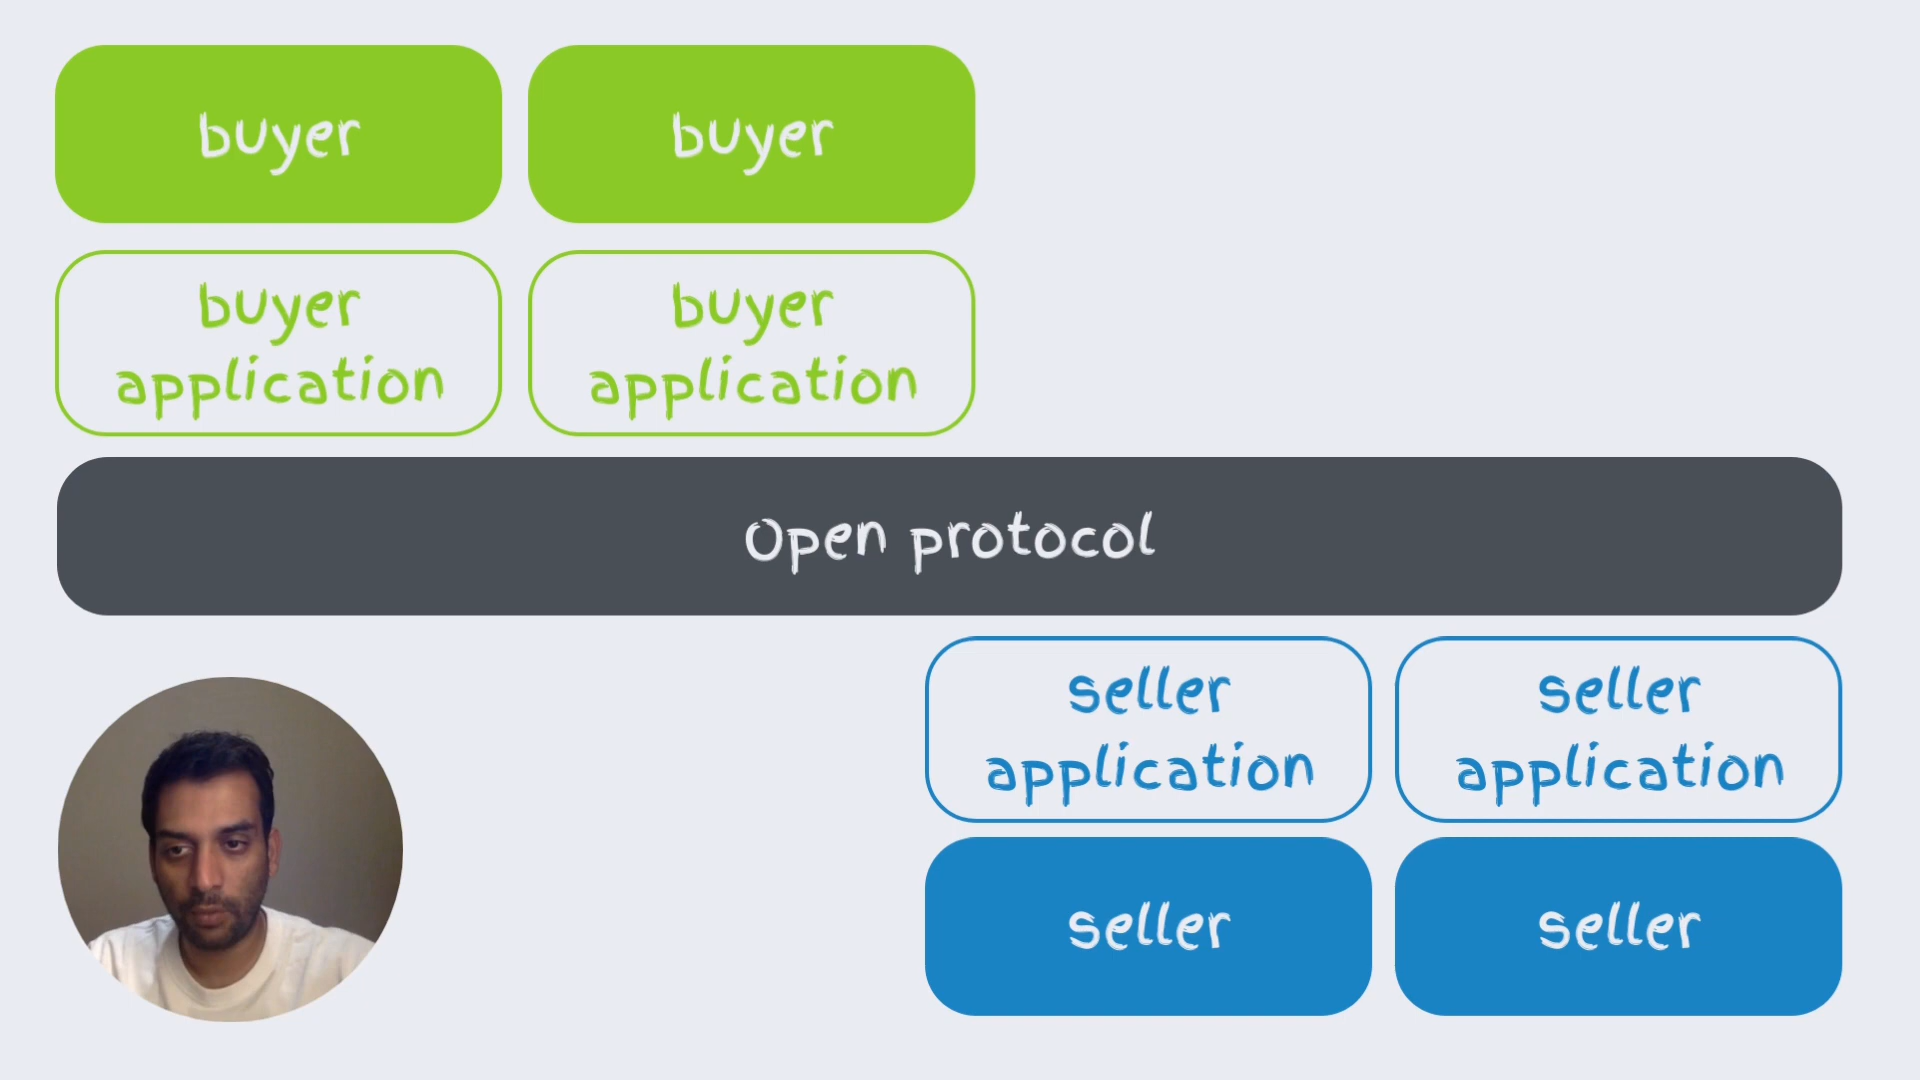 buyer
buyer
buyer
application
buyer
application
Open protocol
seller
application
seller
application
seller
seller